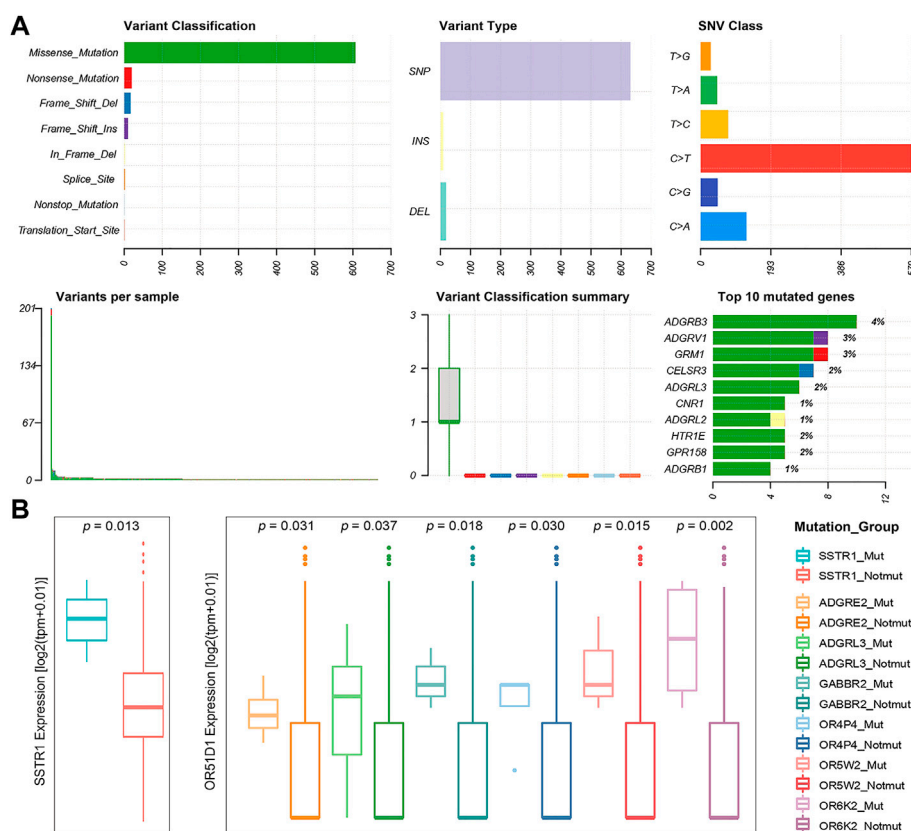 A
Variant Classification
Missense_Mutation
Nonsense_Mutation
Frame_Shift_Del
Frame_Shift_Ins
In_Frame_Del
Splice_Site
Nonstop_Mutation
Translation_Start_Site
0
100
200
300
400
500
600
700
Variant Type
SNP
INS
DEL
0
100
200
300
400
500
600
700
SNV Class
T>G
T>A
T>C
C>T
C>G
C>A
0
193
386
Variants per sample
201
134
67
0
Variant Classification summary
3
2
1
0
Top 10 mutated genes
ADGRB3 4%
ADGRV1 3%
GRM1 3%
CELSR3 2%
ADGRL3 2%
CNR1 1%
ADGRL2 1%
HTR1E 2%
GPR158 2%
ADGRB1 1%
0 4 8 12
B
p = 0.013
SSTR1 Expression [log2(tpm+0.01)]
p = 0.031 p = 0.037 p = 0.018 p = 0.030 p = 0.015 p = 0.002
OR51D1 Expression [log2(tpm+0.01)]
Mutation_Group
SSTR1_Mut
SSTR1_Notmut
ADGRE2_Mut
ADGRE2_Notmut
ADGRL3_Mut
ADGRL3_Notmut
GABBR2_Mut
GABBR2_Notmut
OR4P4_Mut
OR4P4_Notmut
OR5W2_Mut
OR5W2_Notmut
OR6K2_Mut
OR6K2_Notmut